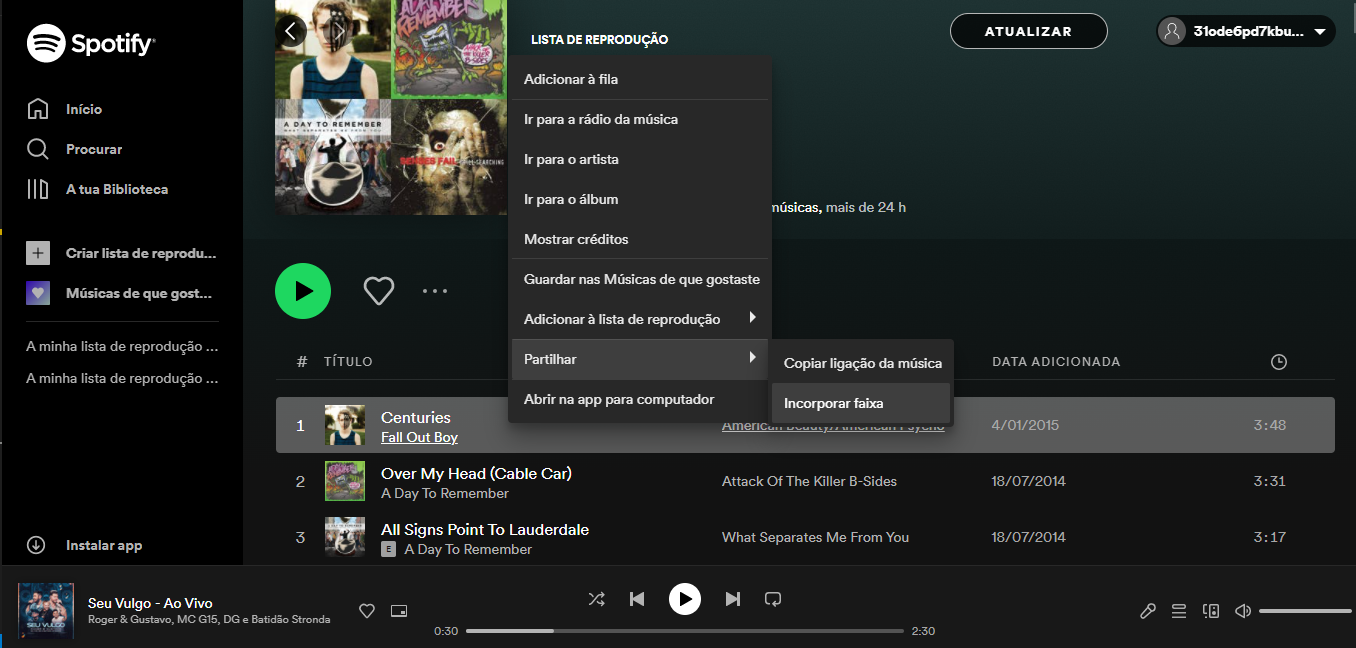 Spotify
Início
Procurar
A tua Biblioteca
Criar lista de reprodu...
Músicas de que gost...
A minha lista de reprodução ...
A minha lista de reprodução ...
Instalar app
A DAY TO REMEMBER
WHAT SEPARATES ME FROM YOU
LISTA DE REPRODUÇÃO
ATUALIZAR
31ode6pd7kbu...
músicas, mais de 24 h
Adicionar à fila
Ir para a rádio da música
Ir para o artista
Ir para o álbum
Mostrar créditos
Guardar nas Músicas de que gostaste
Adicionar à lista de reprodução
Partilhar
Abrir na app para computador
Copiar ligação da música
Incorporar faixa
# TÍTULO DATA ADICIONADA
1 Centuries American Beauty/American Psycho 4/01/2015 3:48
Fall Out Boy
2 Over My Head (Cable Car) Attack Of The Killer B-Sides 18/07/2014 3:31
A Day To Remember
3 All Signs Point To Lauderdale What Separates Me From You 18/07/2014 3:17
E A Day To Remember
SEU VULGO
Seu Vulgo - Ao Vivo
Roger & Gustavo, MC G15, DG e Batidão Stronda
0:30 2:30